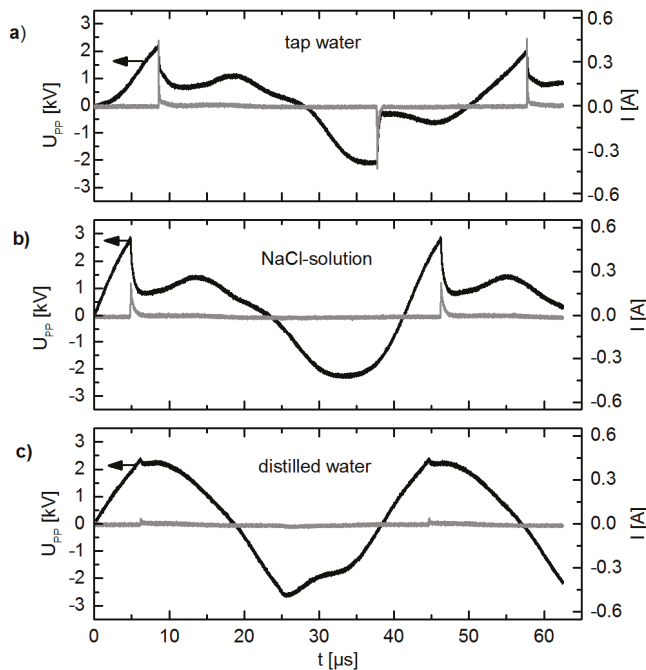 a)
tap water
U_PP [kV]
3
2
1
0
-1
-2
-3
I [A]
0.6
0.3
0.0
-0.3
-0.6
b)
NaCl-solution
U_PP [kV]
3
2
1
0
-1
-2
-3
I [A]
0.6
0.3
0.0
-0.3
-0.6
c)
distilled water
U_PP [kV]
3
2
1
0
-1
-2
-3
I [A]
0.6
0.3
0.0
-0.3
-0.6
0 10 20 30 40 50 60
t [µs]